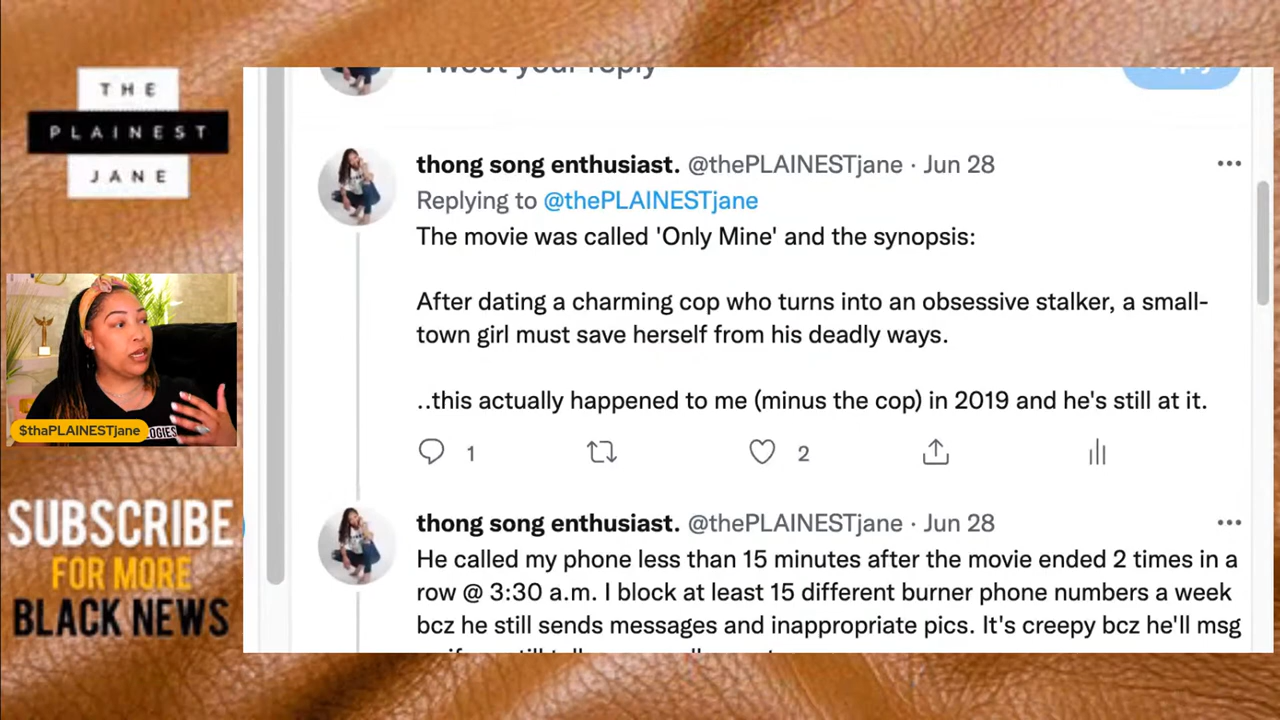 THE
PLAINEST
JANE
$thaPLAINESTjane
SUBSCRIBE
FOR MORE
BLACK NEWS
Tweet your reply
Reply
thong song enthusiast. @thePLAINESTjane · Jun 28
Replying to @thePLAINESTjane
The movie was called 'Only Mine' and the synopsis:
After dating a charming cop who turns into an obsessive stalker, a small-
town girl must save herself from his deadly ways.
..this actually happened to me (minus the cop) in 2019 and he's still at it.
1 2
thong song enthusiast. @thePLAINESTjane · Jun 28
He called my phone less than 15 minutes after the movie ended 2 times in a
row @ 3:30 a.m. I block at least 15 different burner phone numbers a week
bcz he still sends messages and inappropriate pics. It's creepy bcz he'll msg